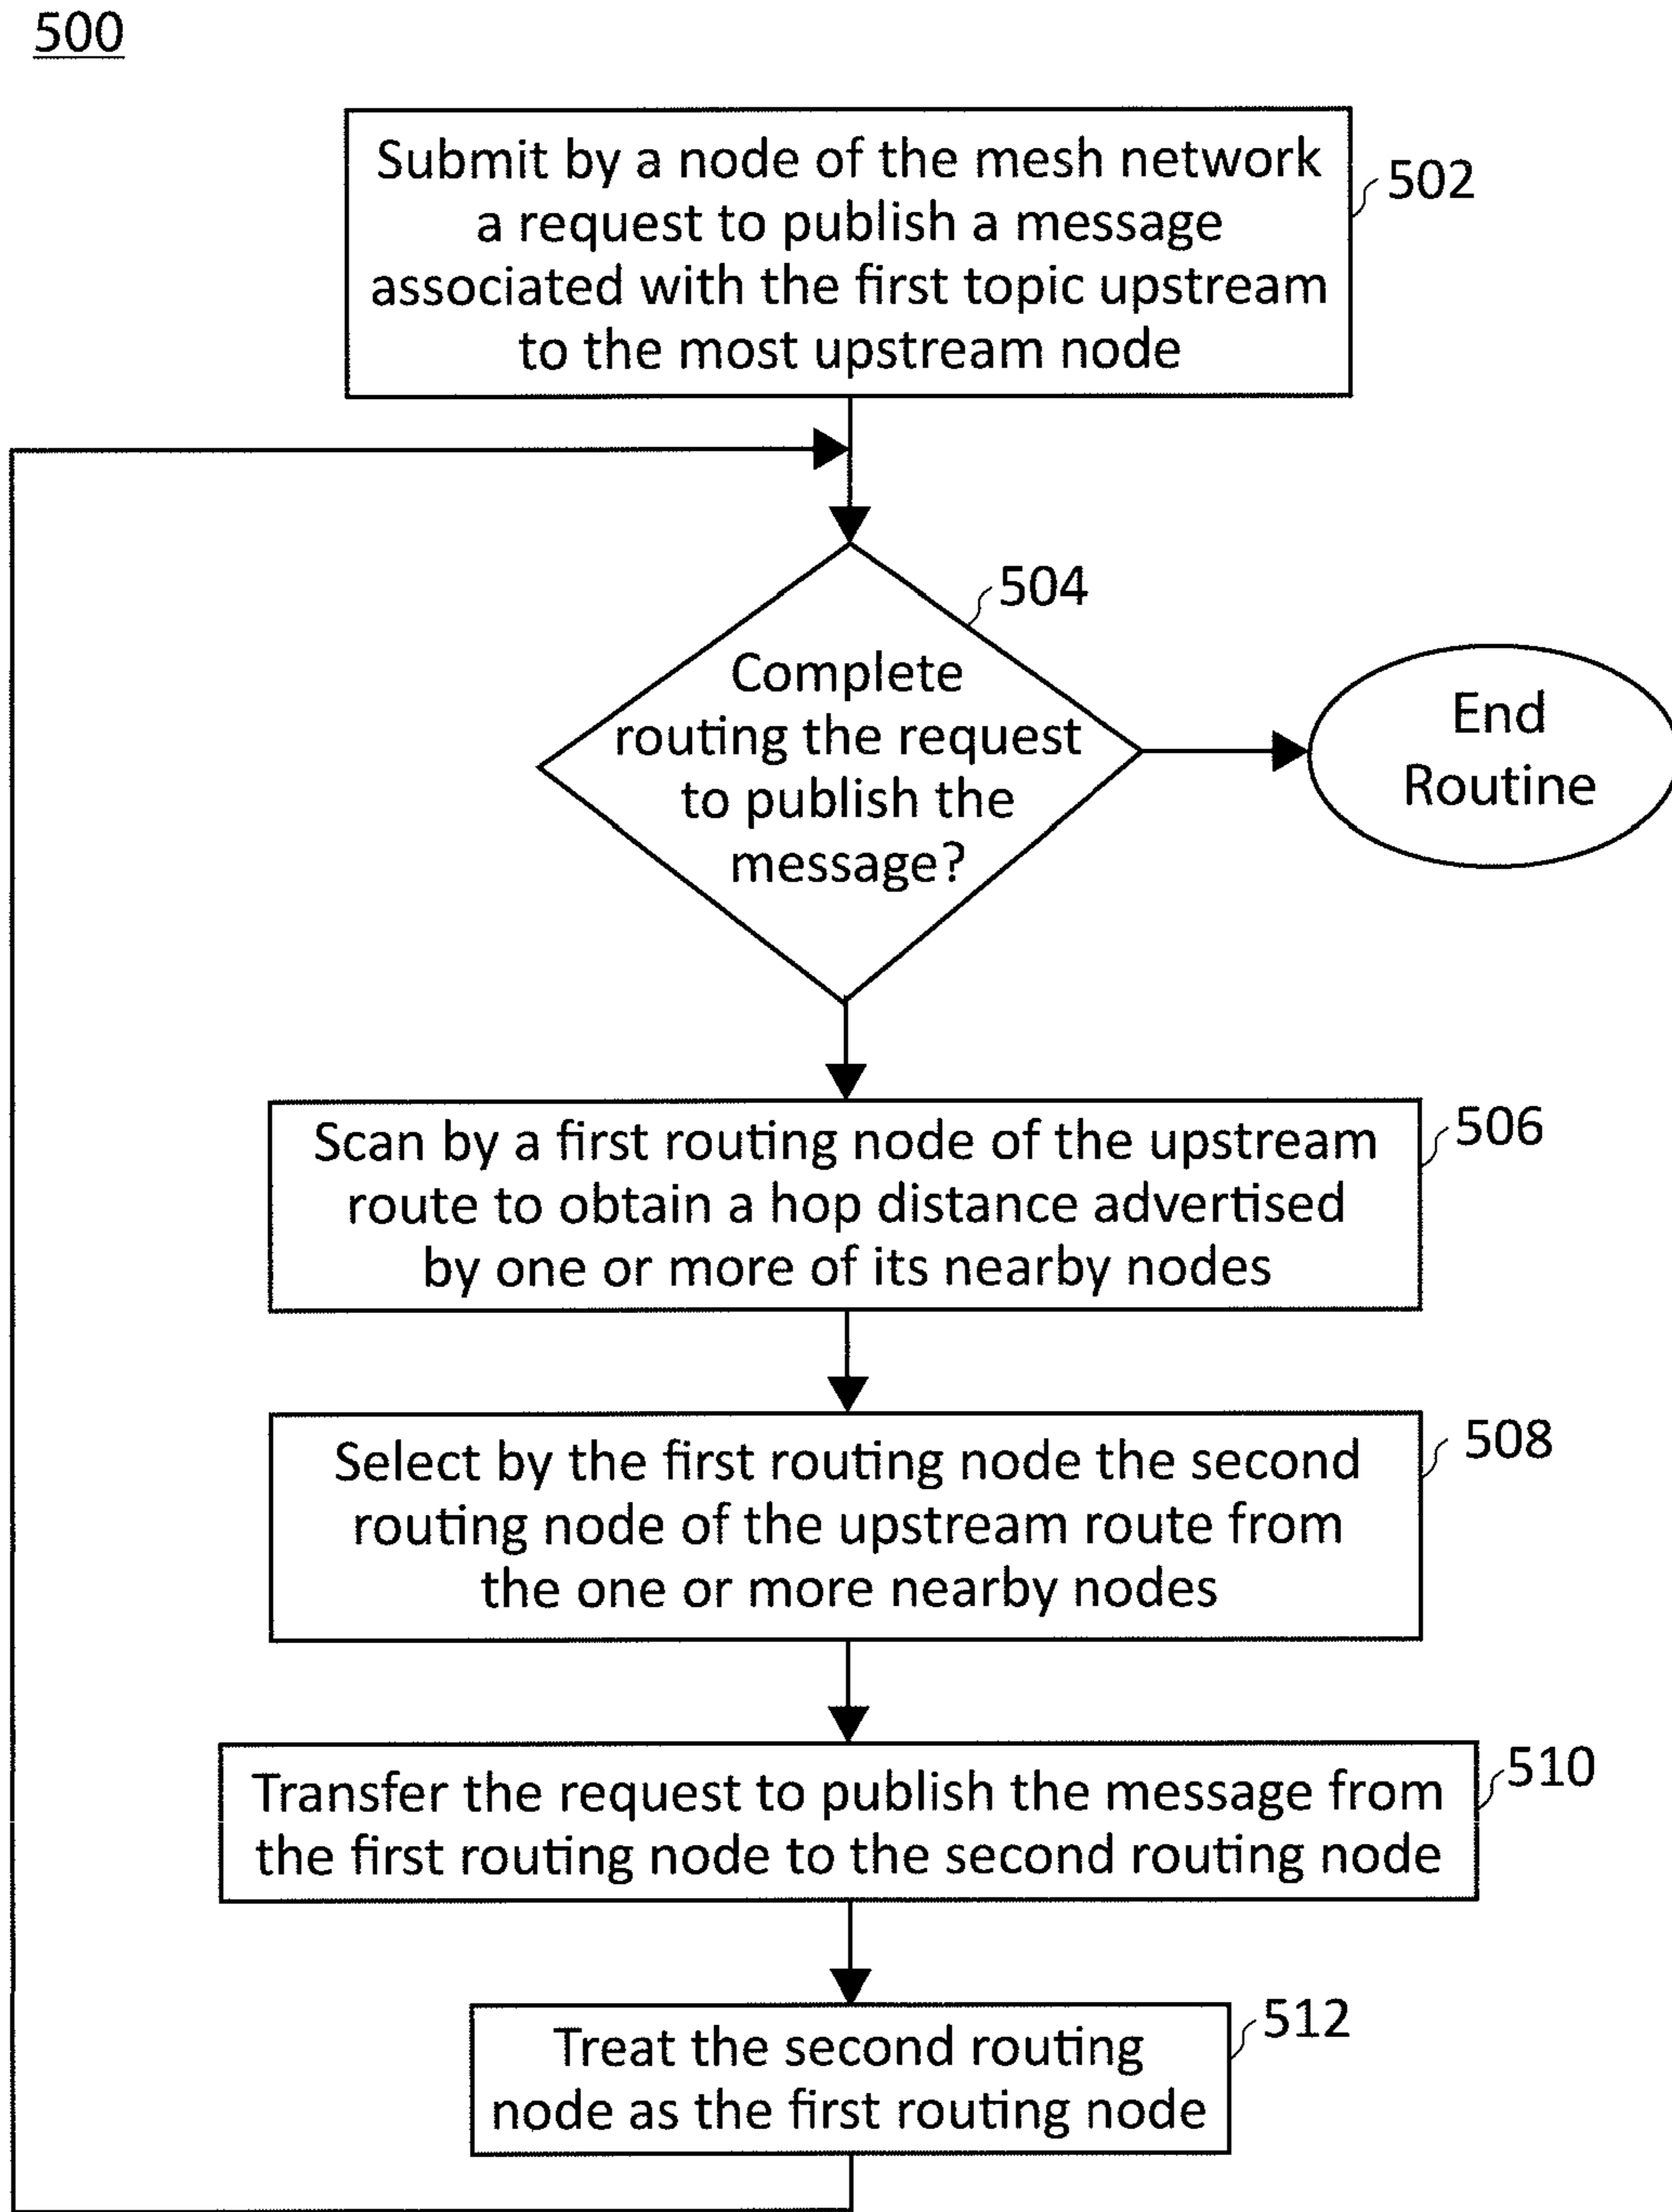 500
Submit by a node of the mesh network
a request to publish a message
associated with the first topic upstream
to the most upstream node
502
504
Complete
routing the request
to publish the
message?
End
Routine
Scan by a first routing node of the upstream
route to obtain a hop distance advertised
by one or more of its nearby nodes
506
Select by the first routing node the second
routing node of the upstream route from
the one or more nearby nodes
508
Transfer the request to publish the message from
the first routing node to the second routing node
510
Treat the second routing
node as the first routing node
512